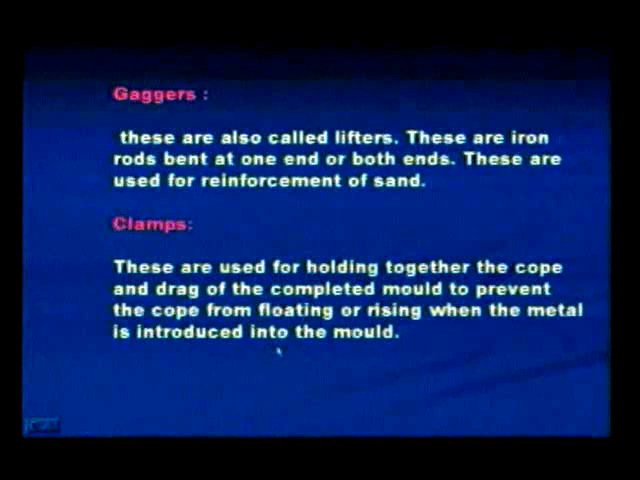 Gaggers :
these are also called lifters. These are iron
rods bent at one end or both ends. These are
used for reinforcement of sand.
Clamps:
These are used for holding together the cope
and drag of the completed mould to prevent
the cope from floating or rising when the metal
is introduced into the mould.